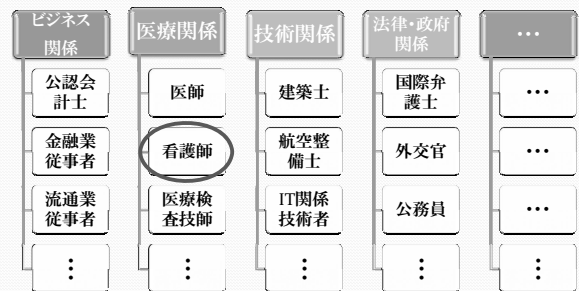 ビジネス
関係
医療関係
技術関係
法律・政府
関係
…
公認会
計士
医師
建築士
国際弁
護士
…
金融業
従事者
看護師
航空整
備士
外交官
…
流通業
従事者
医療検
査技師
IT関係
技術者
公務員
…
⋮
⋮
⋮
⋮
⋮